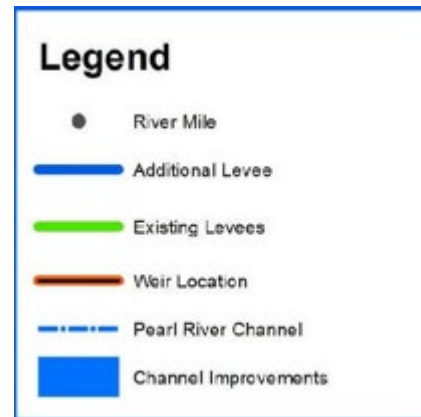 Legend
River Mile
Additional Levee
Existing Levees
Weir Location
Pearl River Channel
Channel Improvements